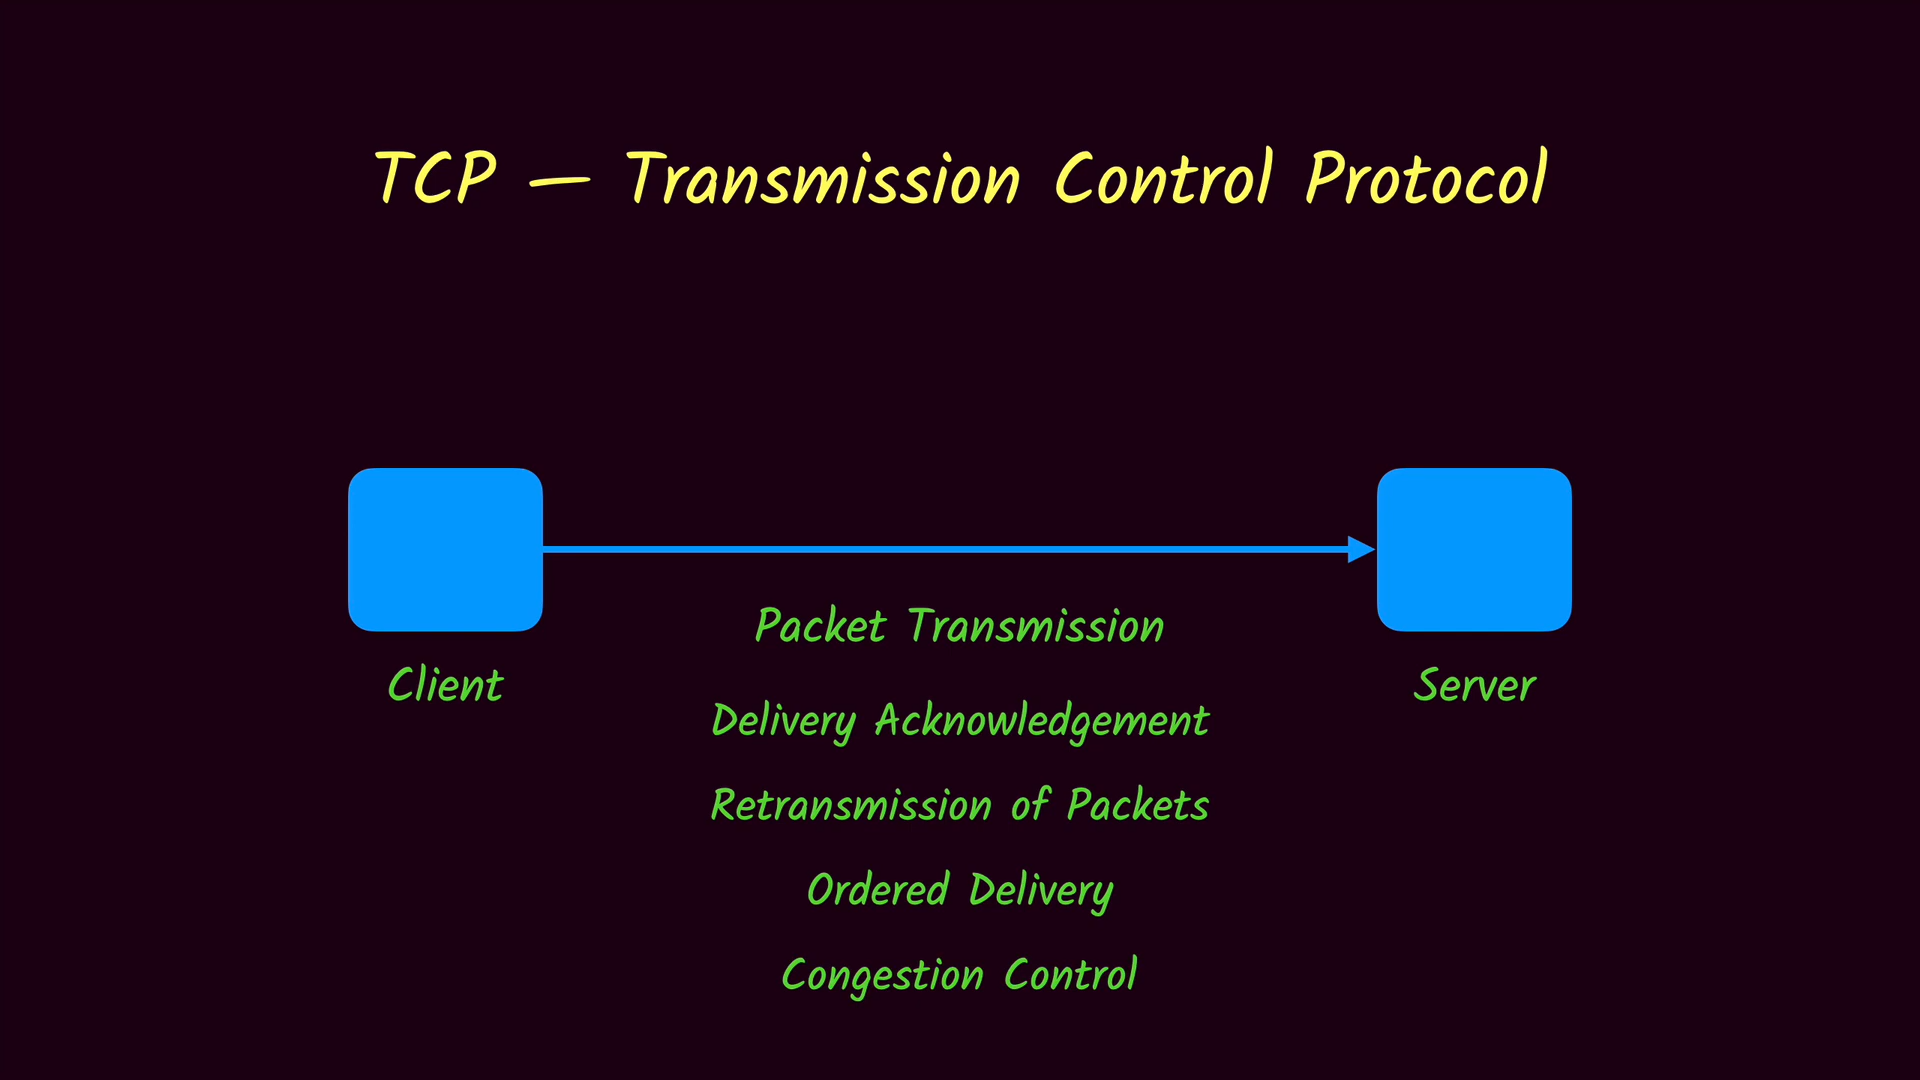 TCP — Transmission Control Protocol
Packet Transmission
Client
Server
Delivery Acknowledgement
Retransmission of Packets
Ordered Delivery
Congestion Control